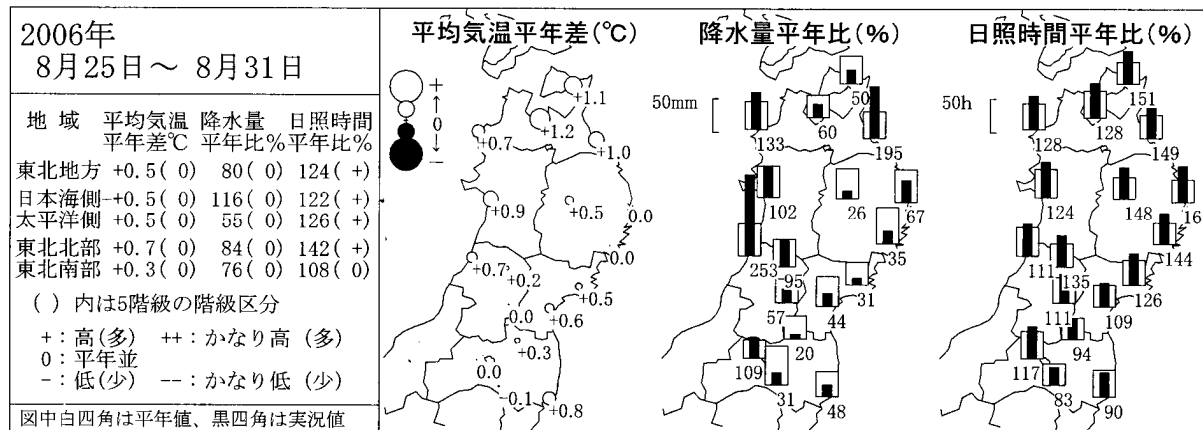 2006年
8月25日～ 8月31日
地 域 平均気温 降水量 日照時間
平年差℃ 平年比% 平年比%
東北地方 +0.5( 0) 80( 0) 124( +)
日本海側 +0.5( 0) 116( 0) 122( +)
太平洋側 +0.5( 0) 55( 0) 126( +)
東北北部 +0.7( 0) 84( 0) 142( +)
東北南部 +0.3( 0) 76( 0) 108( 0)
( ) 内は5階級の階級区分
+：高(多) ++：かなり高 (多)
0：平年並
-：低(少) --：かなり低 (少)
図中白四角は平年値、黒四角は実況値
平均気温平年差(℃)
+
↑
0
↓
-
+1.1
+1.2
+0.7
+1.0
+0.9
+0.5
0.0
0.0
+0.7
+0.2
+0.5
0.0
+0.6
+0.3
0.0
-0.1
+0.8
降水量平年比(%)
50mm
50
60
133
195
102
26
67
35
253
95
31
57
44
20
109
31
48
日照時間平年比(%)
50h
151
128
128
149
124
148
16
144
111
135
126
111
109
94
117
83
90